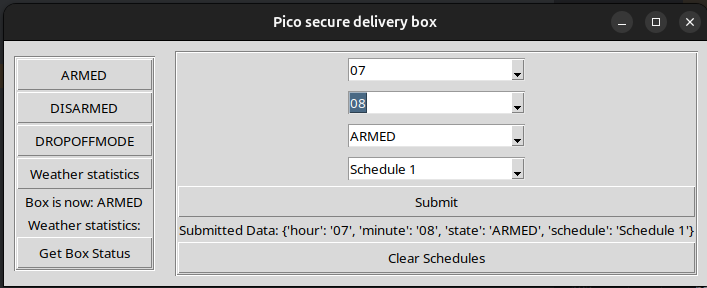 Pico secure delivery box
ARMED
DISARMED
DROPOFFMODE
Weather statistics
Box is now: ARMED
Weather statistics:
Get Box Status
07
08
ARMED
Schedule 1
Submit
Submitted Data: {'hour': '07', 'minute': '08', 'state': 'ARMED', 'schedule': 'Schedule 1'}
Clear Schedules